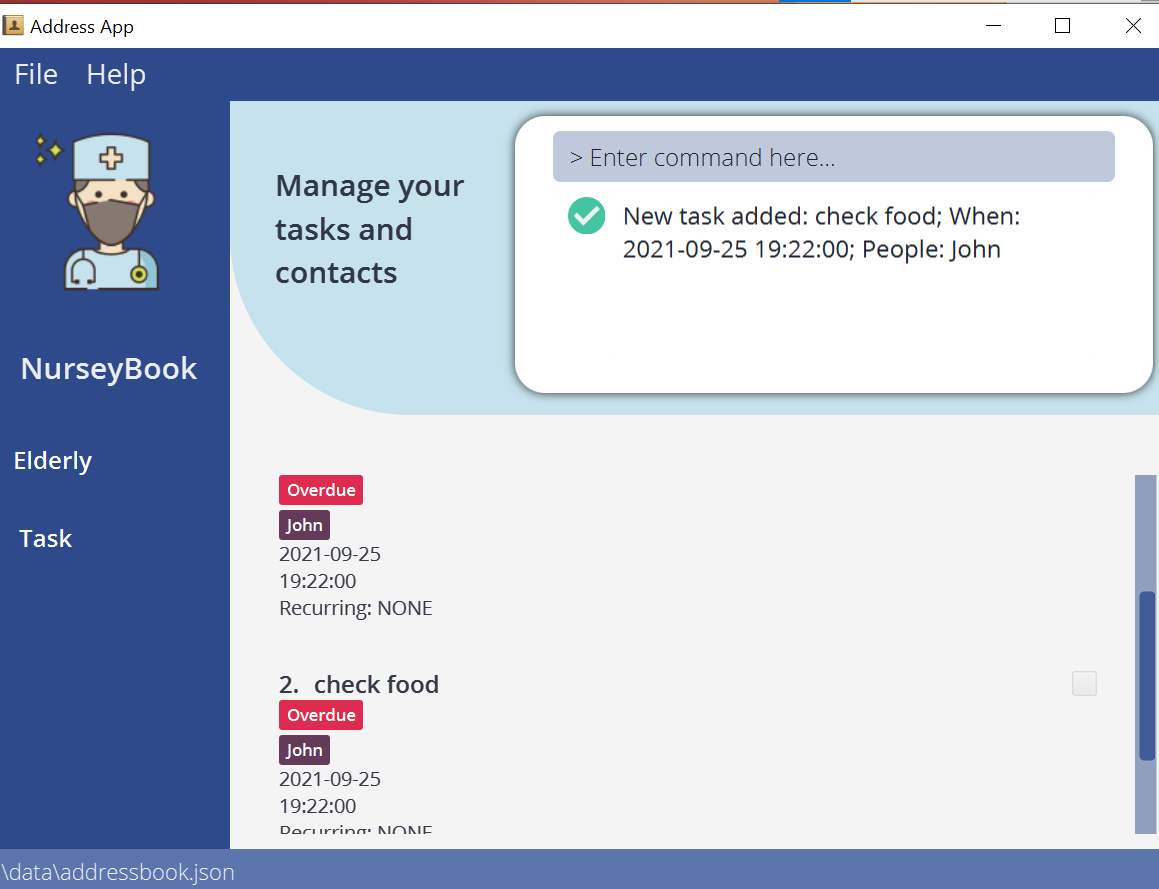 Address App
File Help
Manage your
tasks and
contacts
> Enter command here...
New task added: check food; When:
2021-09-25 19:22:00; People: John
NurseyBook
Elderly
Task
Overdue
John
2021-09-25
19:22:00
Recurring: NONE
2. check food
Overdue
John
2021-09-25
19:22:00
Recurring: NONE
\data\addressbook.json